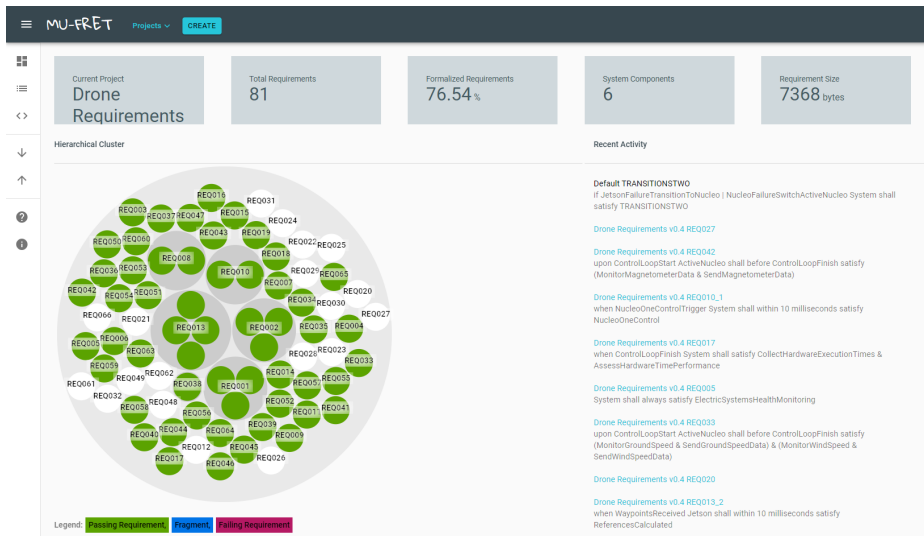 MU-FRET
Projects
CREATE
Current Project
Drone
Requirements
Total Requirements
81
Formalized Requirements
76.54 %
System Components
6
Requirement Size
7368 bytes
Hierarchical Cluster
REQ016
REQ031
REQ003
REQ037
REQ047
REQ015
REQ024
REQ050
REQ060
REQ043
REQ019
REQ022
REQ025
REQ008
REQ018
REQ036
REQ053
REQ010
REQ029
REQ065
REQ007
REQ042
REQ054
REQ051
REQ020
REQ034
REQ030
REQ066
REQ021
REQ027
REQ013
REQ002
REQ035
REQ004
REQ005
REQ006
REQ063
REQ028
REQ023
REQ059
REQ033
REQ061
REQ049
REQ062
REQ038
REQ001
REQ014
REQ057
REQ055
REQ032
REQ058
REQ048
REQ056
REQ052
REQ011
REQ041
REQ040
REQ044
REQ064
REQ039
REQ009
REQ012
REQ045
REQ017
REQ046
REQ026
Legend: Passing Requirement, Fragment, Failing Requirement
Recent Activity
Default TRANSITIONSTWO
if JetsonFailureTransitionToNucleo | NucleoFailureSwitchActiveNucleo System shall
satisfy TRANSITIONSTWO
Drone Requirements v0.4 REQ027
Drone Requirements v0.4 REQ042
upon ControlLoopStart ActiveNucleo shall before ControlLoopFinish satisfy
(MonitorMagnetometerData & SendMagnetometerData)
Drone Requirements v0.4 REQ010_1
when NucleoOneControlTrigger System shall within 10 milliseconds satisfy
NucleoOneControl
Drone Requirements v0.4 REQ017
when ControlLoopFinish System shall satisfy CollectHardwareExecutionTimes &
AssessHardwareTimePerformance
Drone Requirements v0.4 REQ005
System shall always satisfy ElectricSystemsHealthMonitoring
Drone Requirements v0.4 REQ033
upon ControlLoopStart ActiveNucleo shall before ControlLoopFinish satisfy
(MonitorGroundSpeed & SendGroundSpeedData) & (MonitorWindSpeed &
SendWindSpeedData)
Drone Requirements v0.4 REQ020
Drone Requirements v0.4 REQ013_2
when WaypointsReceived Jetson shall within 10 milliseconds satisfy
ReferencesCalculated